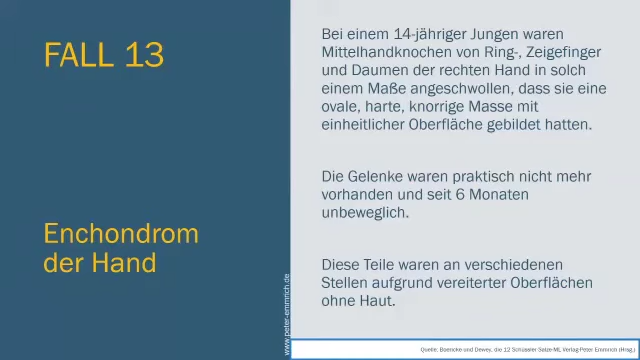 FALL 13
Enchondrom
der Hand
Bei einem 14-jähriger Jungen waren
Mittelhandknochen von Ring-, Zeigefinger
und Daumen der rechten Hand in solch
einem Maße angeschwollen, dass sie eine
ovale, harte, knorrige Masse mit
einheitlicher Oberfläche gebildet hatten.
Die Gelenke waren praktisch nicht mehr
vorhanden und seit 6 Monaten
unbeweglich.
Diese Teile waren an verschiedenen
Stellen aufgrund vereiterter Oberflächen
ohne Haut.
www.peter-emmrich.de
Quelle: Boericke und Dewey, die 12 Schüssler Salze-ML Verlag-Peter Emmrich (Hrsg.)